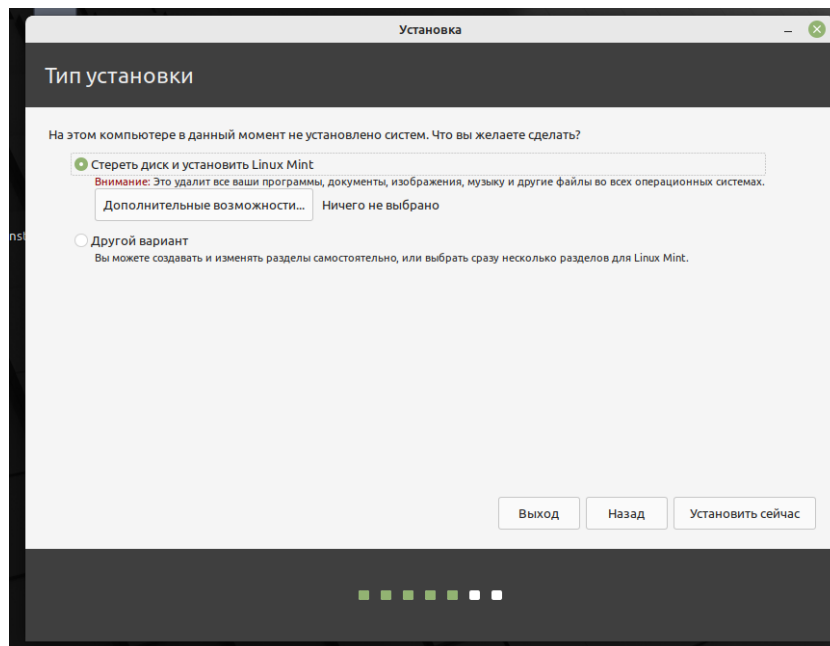 Установка
Тип установки
На этом компьютере в данный момент не установлено систем. Что вы желаете сделать?
Стереть диск и установить Linux Mint
Внимание: Это удалит все ваши программы, документы, изображения, музыку и другие файлы во всех операционных системах.
Дополнительные возможности... Ничего не выбрано
Другой вариант
Вы можете создавать и изменять разделы самостоятельно, или выбрать сразу несколько разделов для Linux Mint.
Выход Назад Установить сейчас